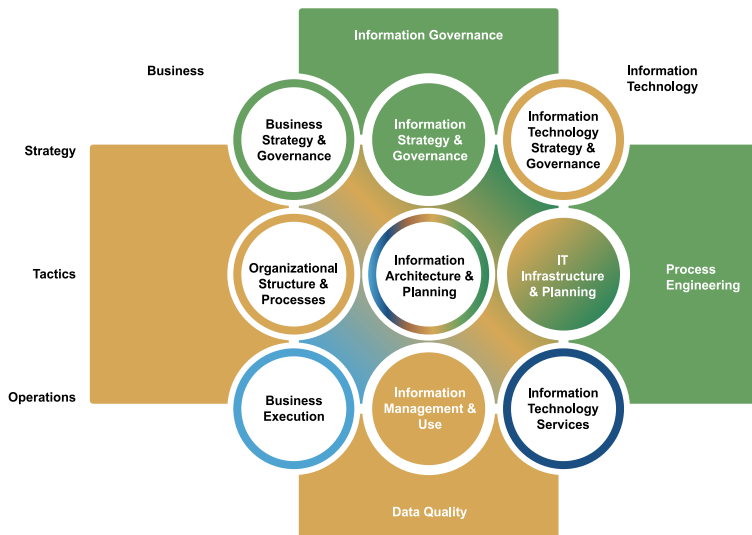 Information Governance
Business
Information
Technology
Business
Strategy &
Governance
Information
Strategy &
Governance
Information
Technology
Strategy &
Governance
Strategy
Tactics
Organizational
Structure &
Processes
Information
Architecture &
Planning
IT
Infrastructure
& Planning
Process
Engineering
Operations
Business
Execution
Information
Management &
Use
Information
Technology
Services
Data Quality